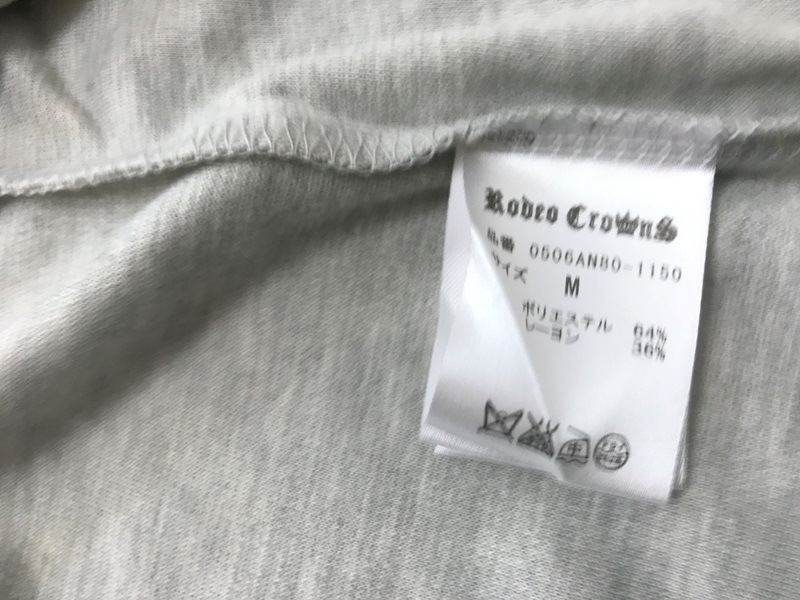 Rodeo CrownS
品番 0506AN80-1150
サイズ M
ポリエステル 64%
レーヨン 36%
中